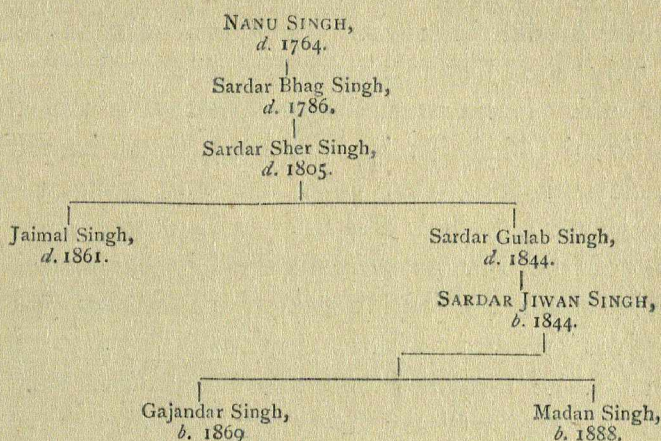 NANU SINGH,
d. 1764.
Sardar Bhag Singh,
d. 1786.
Sardar Sher Singh,
d. 1805.
Jaimal Singh,
d. 1861.
Sardar Gulab Singh,
d. 1844.
SARDAR JIWAN SINGH,
b. 1844.
Gajandar Singh,
b. 1869
Madan Singh,
b. 1888.